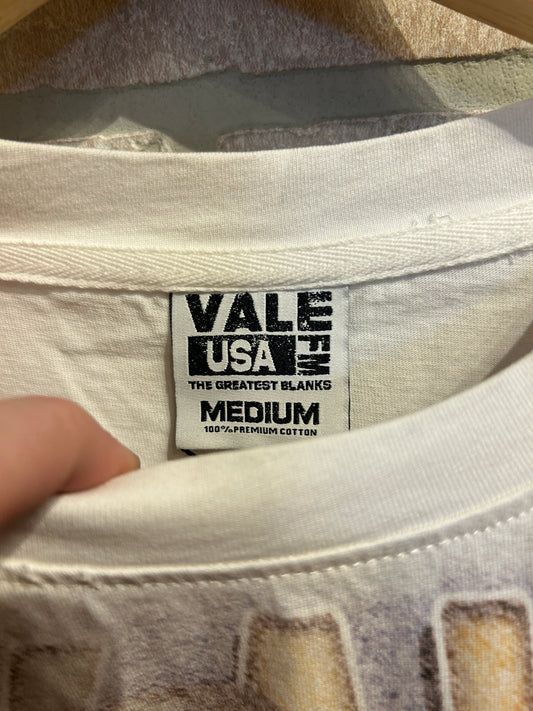 VALE
FM
USA
THE GREATEST BLANKS
MEDIUM
100% PREMIUM COTTON